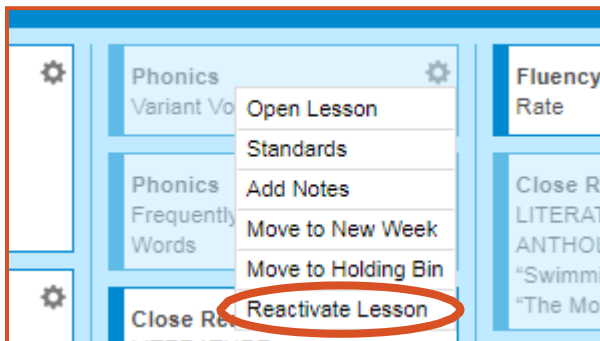 Phonics
Variant Vo
Open Lesson
Standards
Add Notes
Move to New Week
Move to Holding Bin
Reactivate Lesson
Phonics
Frequently
Words
Close Re
Fluency
Rate
Close R
LITERAT
ANTHOL
"Swimmi
"The Mo